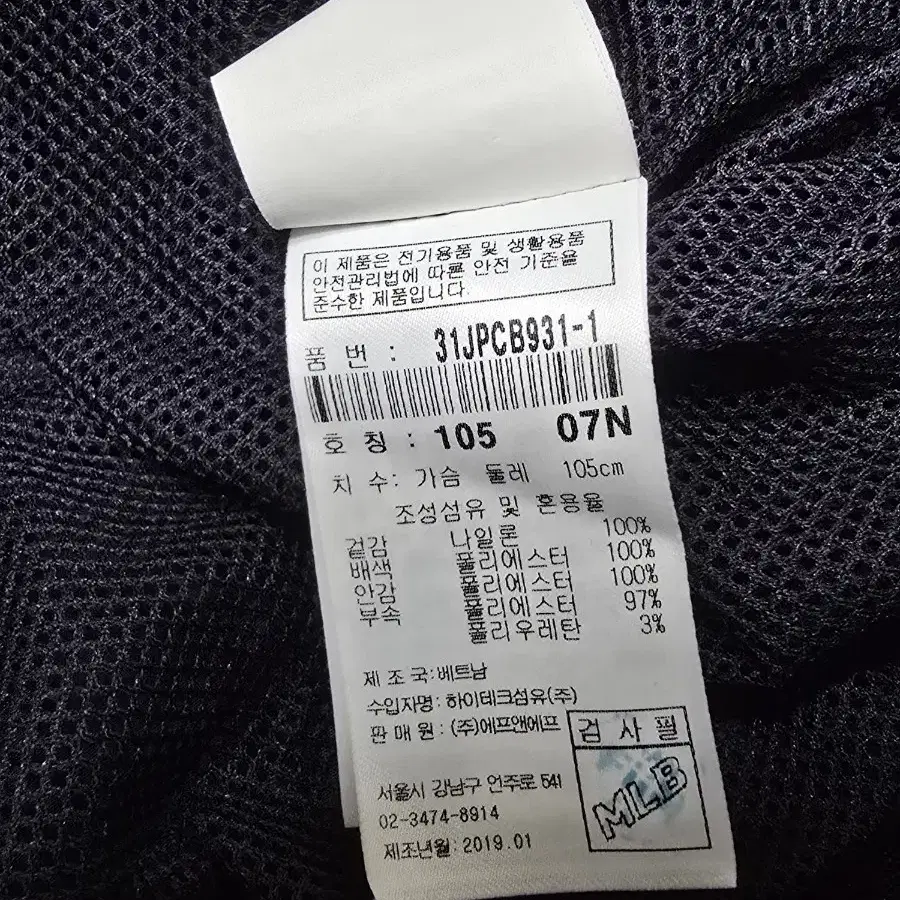 이 제품은 전기용품 및 생활용품
안전관리법에 따른 안전 기준을
준수한 제품입니다.
품 번 : 31JPCB931-1
호 칭 : 105 07N
치 수: 가슴 둘레 105cm
조성섬유 및 혼용율
겉감 나일론 100%
배색 폴리에스터 100%
안감 폴리에스터 100%
부속 폴리에스터 97%
폴리우레탄 3%
제 조 국:베트남
수입자명: 하이테크섬유(주)
판 매 원 : (주)에프앤에프
검 사 필
MLB
서울시 강남구 언주로 541
02-3474-8914
제조년월: 2019.01